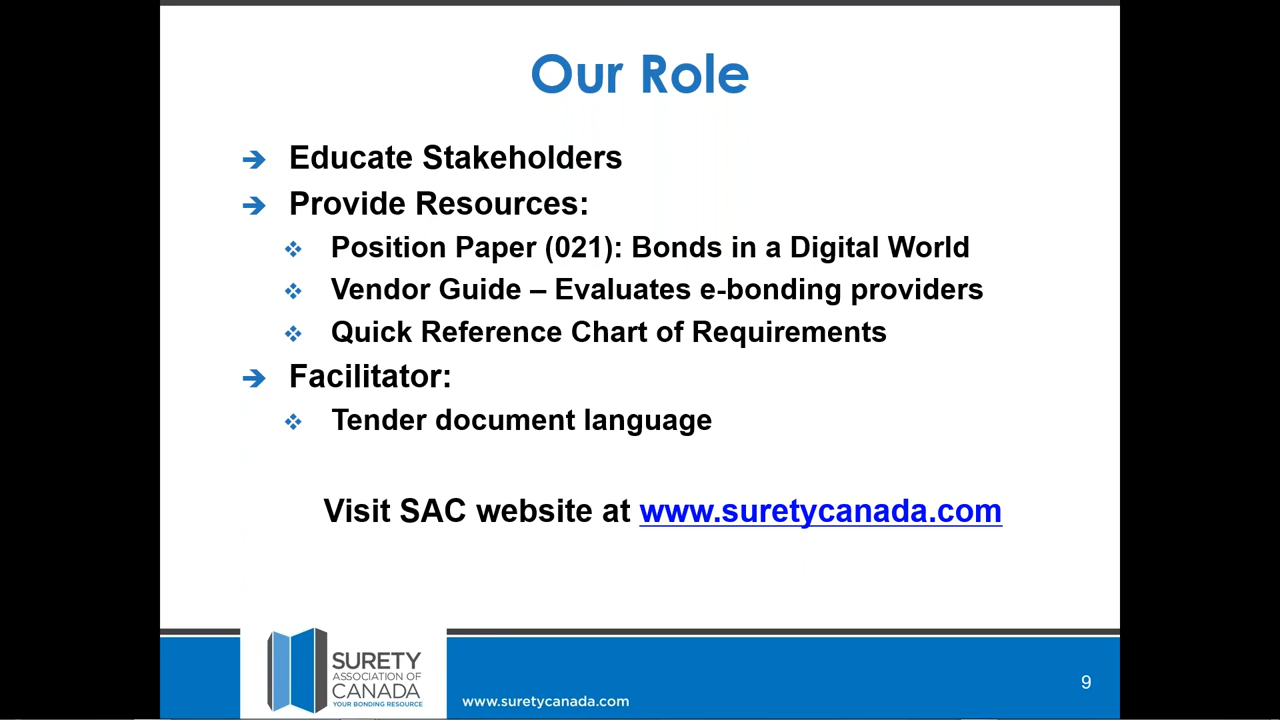 Our Role
Educate Stakeholders
Provide Resources:
Position Paper (021): Bonds in a Digital World
Vendor Guide – Evaluates e-bonding providers
Quick Reference Chart of Requirements
Facilitator:
Tender document language
Visit SAC website at www.suretycanada.com
SURETY
ASSOCIATION OF
CANADA
YOUR BONDING RESOURCE
www.suretycanada.com
9